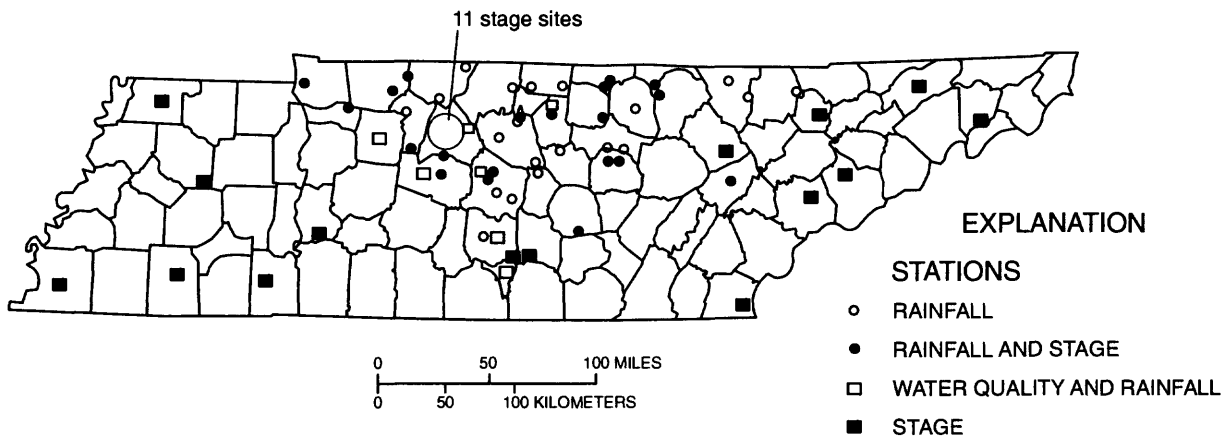 11 stage sites
EXPLANATION
STATIONS
RAINFALL
RAINFALL AND STAGE
WATER QUALITY AND RAINFALL
STAGE
0 50 100 MILES
0 50 100 KILOMETERS